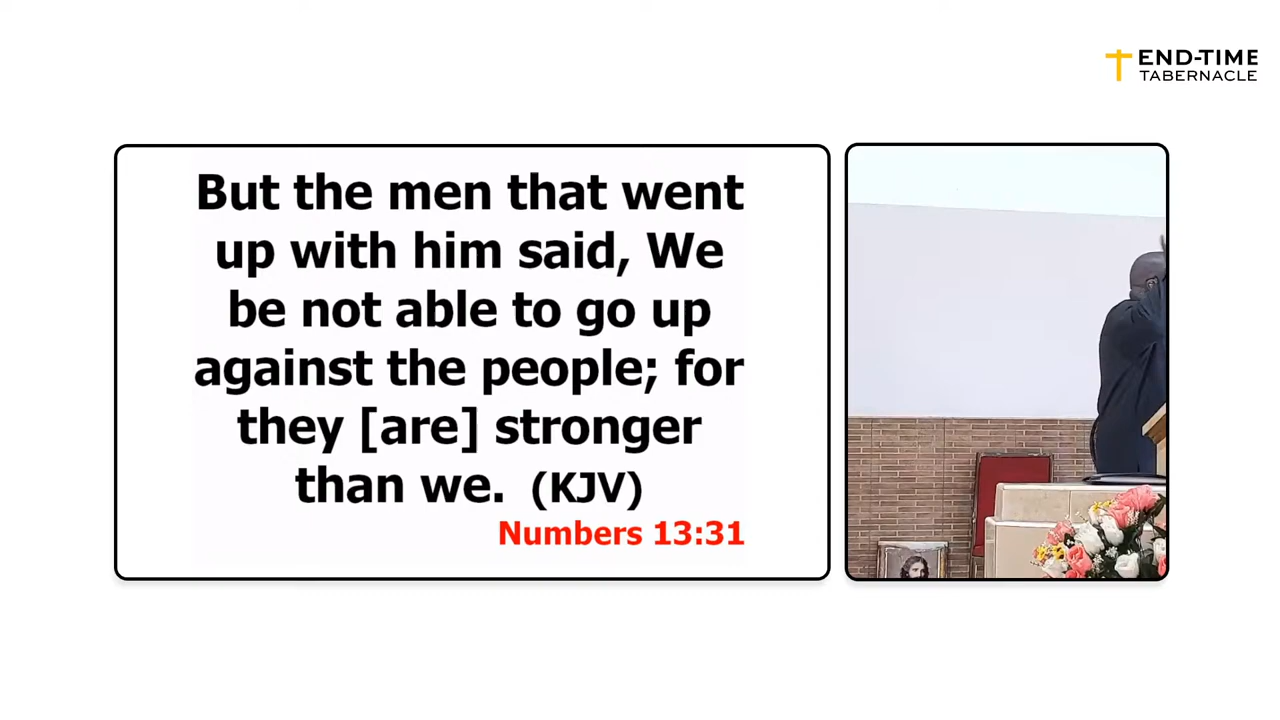 END-TIME
TABERNACLE
But the men that went
up with him said, We
be not able to go up
against the people; for
they [are] stronger
than we. (KJV)
Numbers 13:31